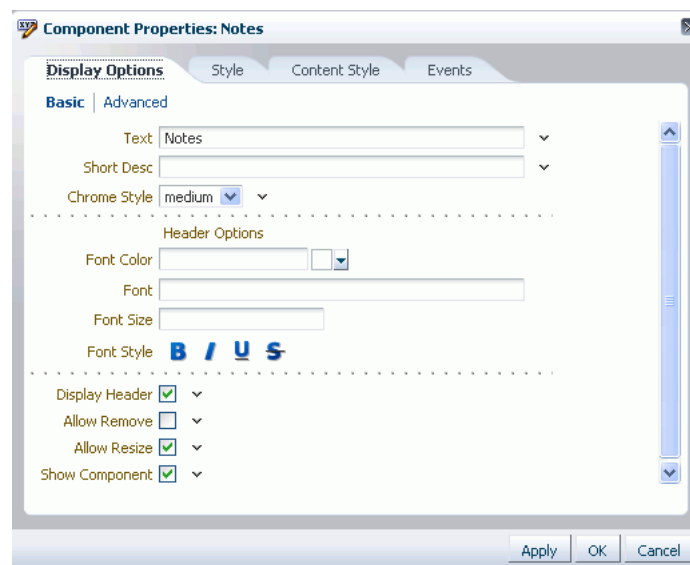 Component Properties: Notes
Display Options Style Content Style Events
Basic Advanced
Text Notes
Short Desc
Chrome Style medium
Header Options
Font Color
Font
Font Size
Font Style B I U S
Display Header
Allow Remove
Allow Resize
Show Component
Apply OK Cancel